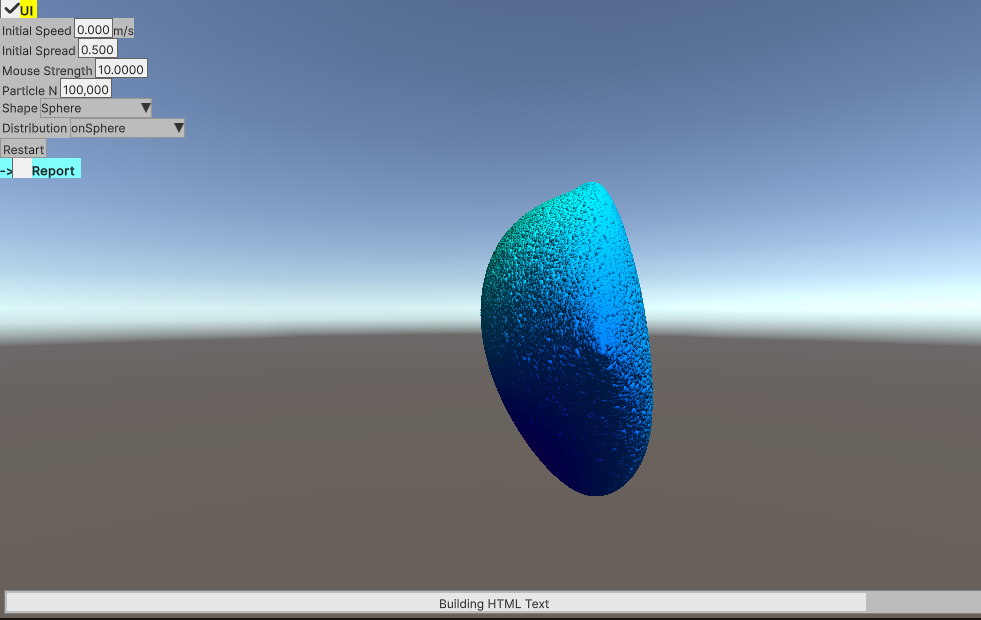 UI
Initial Speed 0.000 m/s
Initial Spread 0.500
Mouse Strength 10.0000
Particle N 100,000
Shape Sphere
Distribution onSphere
Restart
-> Report
Building HTML Text